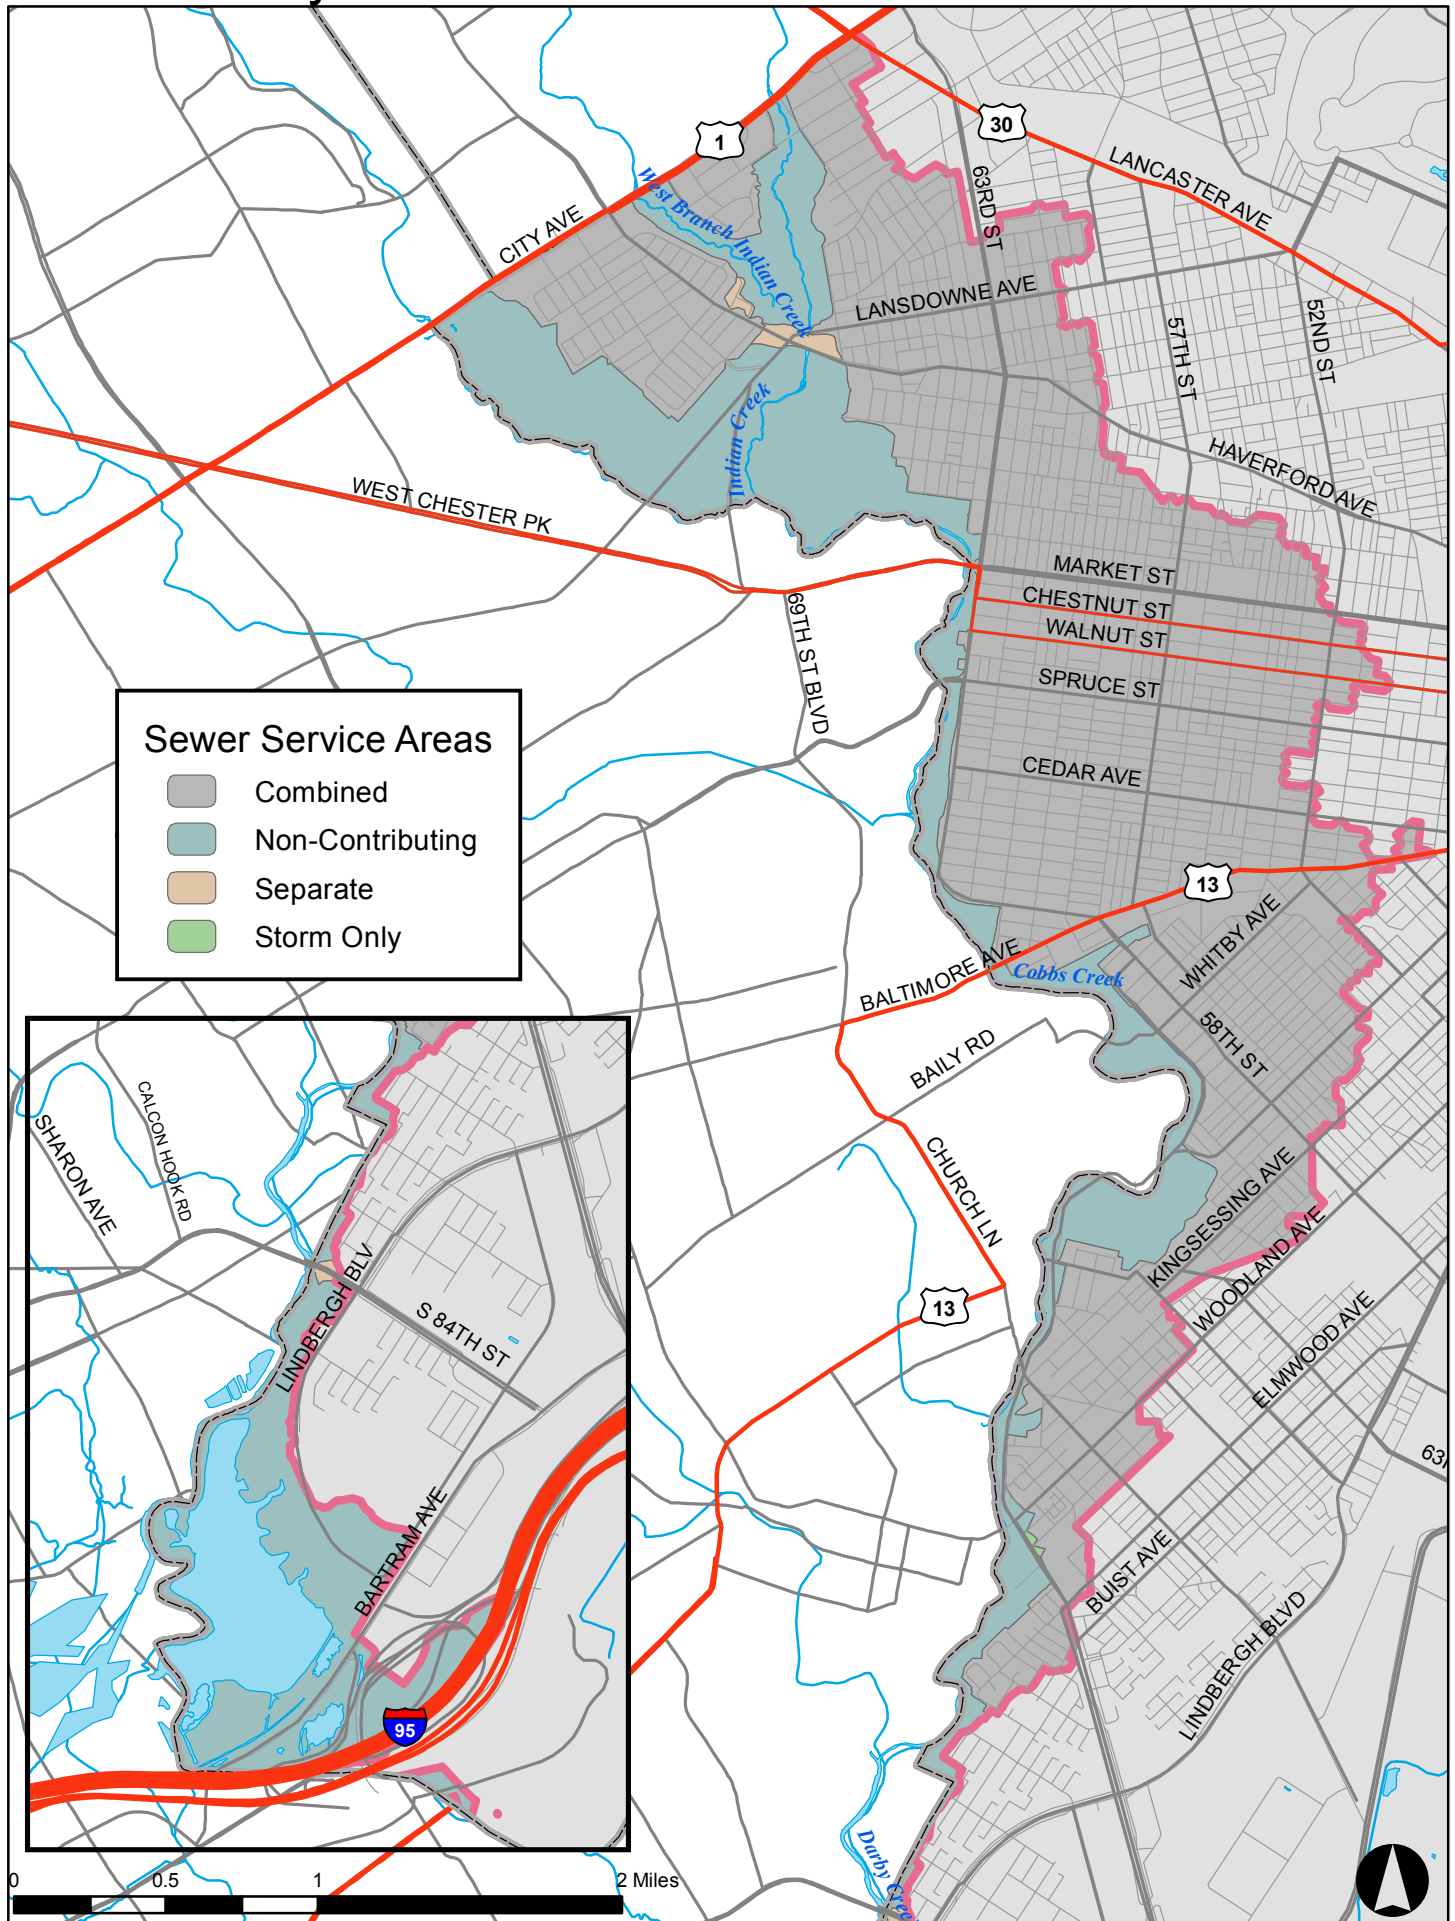 1
30
LANCASTER AVE
63RD ST
West Branch Indian Creek
CITY AVE
LANSDOWNE AVE
57TH ST
52ND ST
Indian Creek
HAVERFORD AVE
WEST CHESTER PK
MARKET ST
CHESTNUT ST
WALNUT ST
69TH ST BLVD
SPRUCE ST
CEDAR AVE
Sewer Service Areas
Combined
Non-Contributing
Separate
Storm Only
13
WHITBY AVE
BALTIMORE AVE
Cobbs Creek
58TH ST
BAILY RD
CHURCH LN
KINGSESSING AVE
WOODLAND AVE
13
ELMWOOD AVE
63R
BUIST AVE
LINDBERGH BLVD
SHARON AVE
CALCON HOOK RD
LINDBERGH BLV
S 84TH ST
BARTRAM AVE
95
Darby Creek
0 0.5 1 2 Miles